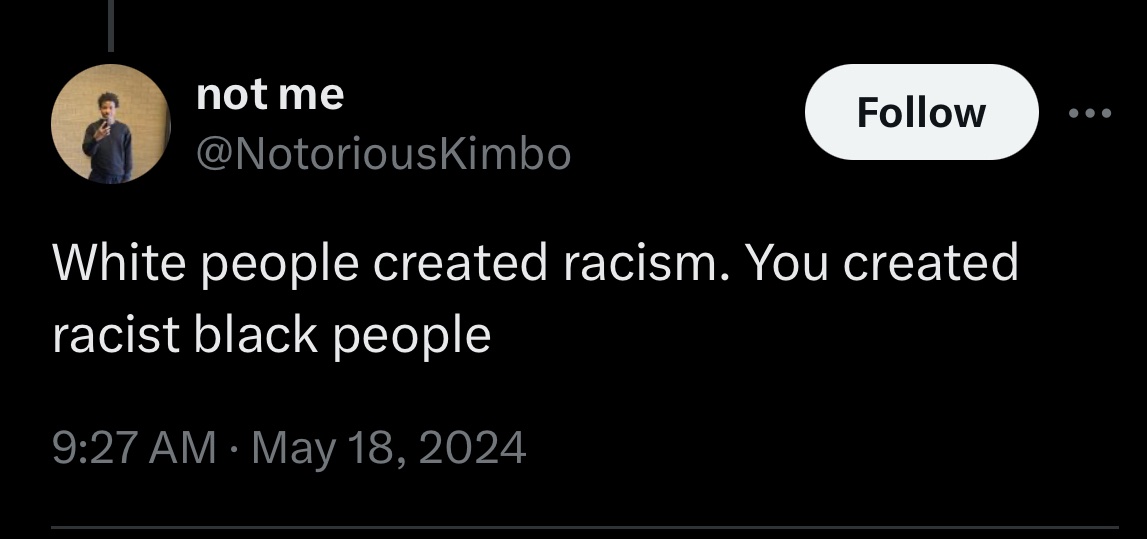 not me
@NotoriousKimbo
Follow
White people created racism. You created
racist black people
9:27 AM · May 18, 2024